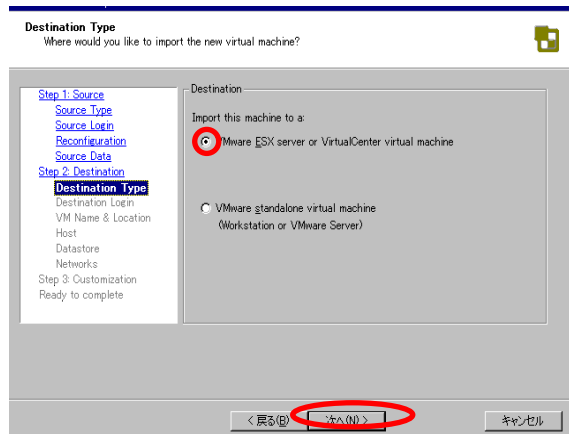 Destination Type
Where would you like to import the new virtual machine?
Step 1: Source
Source Type
Source Login
Reconfiguration
Source Data
Step 2: Destination
Destination Type
Destination Login
VM Name & Location
Host
Datastore
Networks
Step 3: Customization
Ready to complete
Destination
Import this machine to a:
VMware ESX server or VirtualCenter virtual machine
VMware standalone virtual machine
(Workstation or VMware Server)
< 戻る(B)
次へ(N) >
キャンセル